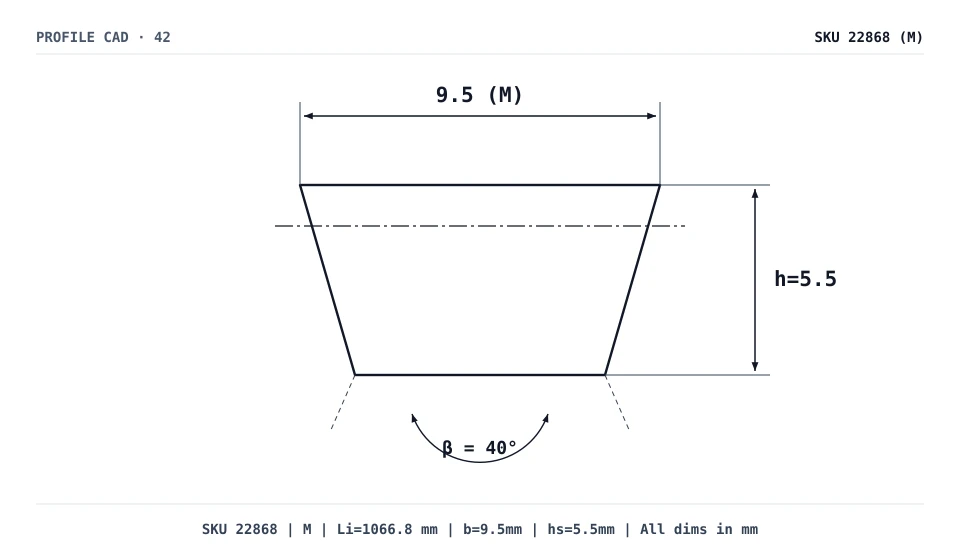 PROFILE CAD · 42
SKU 22868 (M)
9.5 (M)
h=5.5
β = 40°
SKU 22868 | M | Li=1066.8 mm | b=9.5mm | hs=5.5mm | All dims in mm